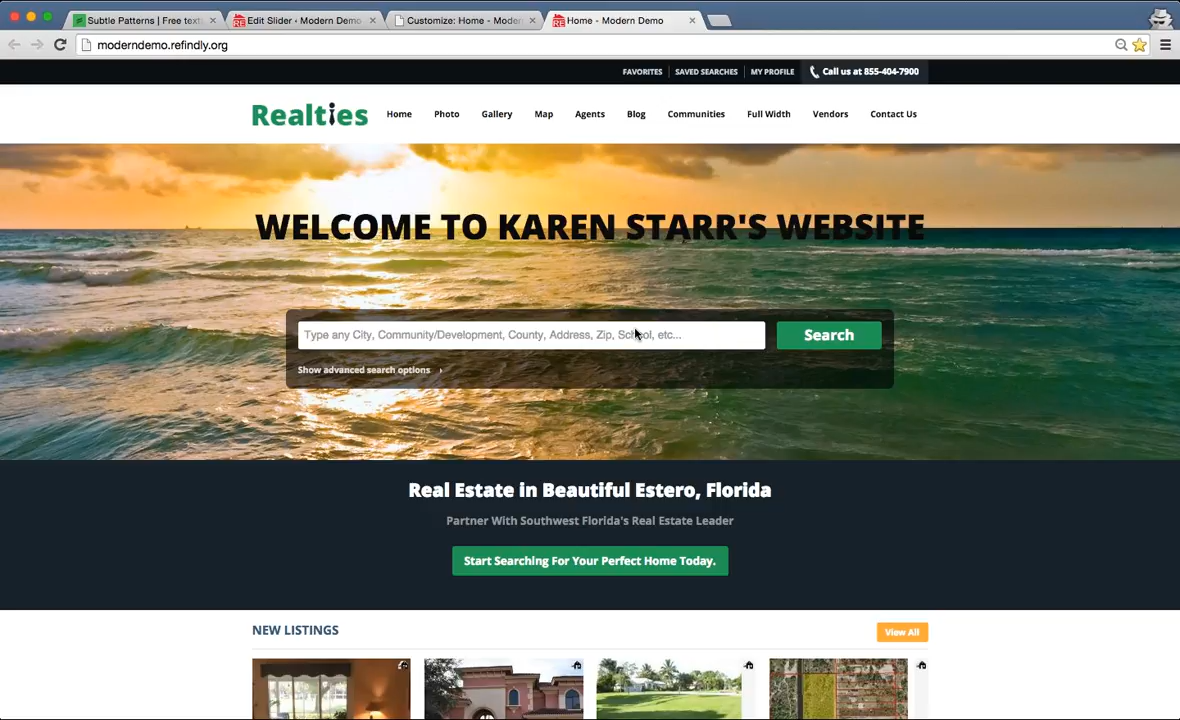 Subtle Patterns | Free text
Edit Slider ‹ Modern Demo
Customize: Home - Modern
Home - Modern Demo
moderndemo.refindly.org
FAVORITES SAVED SEARCHES MY PROFILE Call us at 855-404-7900
Realties Home Photo Gallery Map Agents Blog Communities Full Width Vendors Contact Us
WELCOME TO KAREN STARR'S WEBSITE
Type any City, Community/Development, County, Address, Zip, School, etc... Search
Show advanced search options
Real Estate in Beautiful Estero, Florida
Partner With Southwest Florida's Real Estate Leader
Start Searching For Your Perfect Home Today.
NEW LISTINGS View All